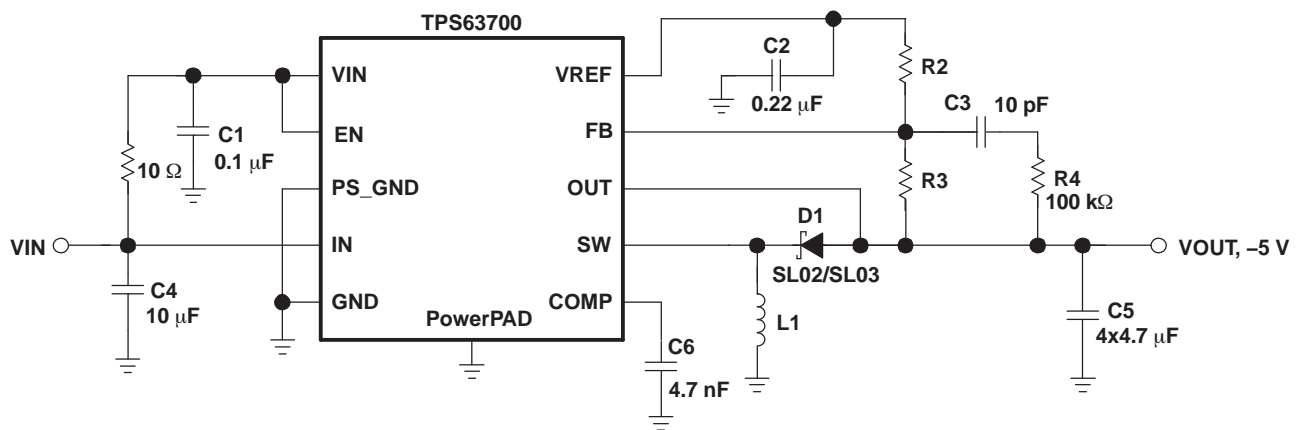 TPS63700
VIN
EN
PS_GND
IN
GND
VREF
FB
OUT
SW
COMP
PowerPAD
C1
0.1 μF
10 Ω
VIN
C4
10 μF
C2
0.22 μF
R2
C3
10 pF
R3
R4
100 kΩ
D1
SL02/SL03
VOUT, –5 V
L1
C5
4x4.7 μF
C6
4.7 nF